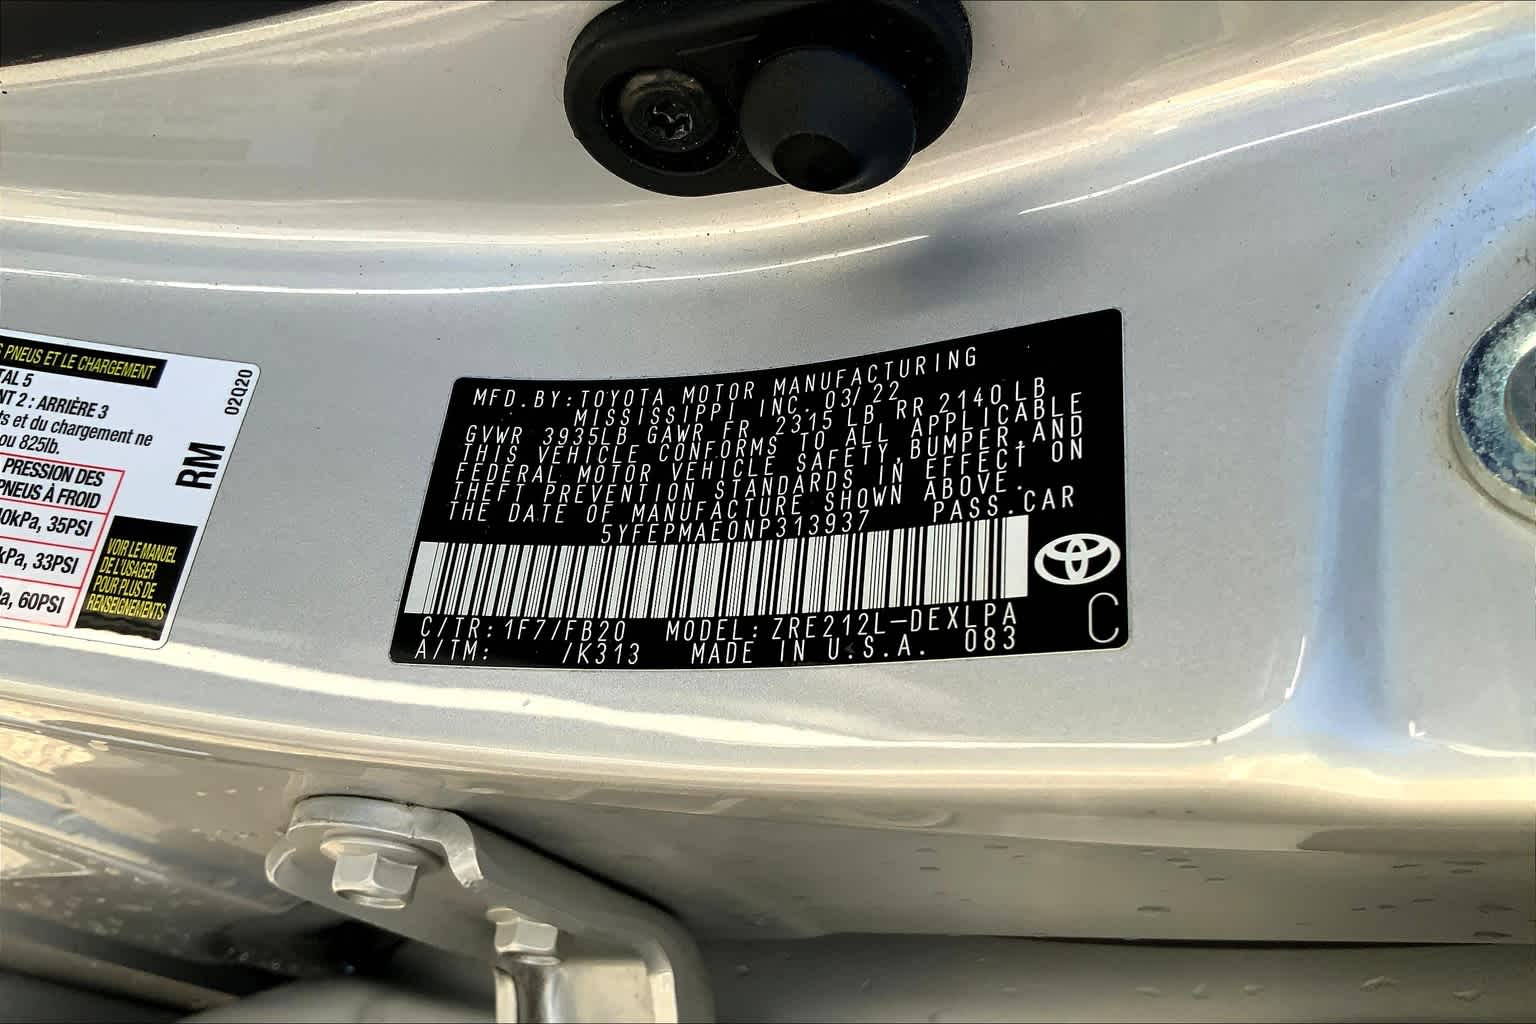 PNEUS ET LE CHARGEMENT
TAL 5
NT 2 : ARRIÈRE 3
ts et du chargement ne
ou 825lb.
PRESSION DES
PNEUS À FROID
40kPa, 35PSI
kPa, 33PSI
Pa, 60PSI
VOIR LE MANUEL
DE L'USAGER
POUR PLUS DE
RENSEIGNEMENTS
02Q20
RM
MFD.BY:TOYOTA MOTOR MANUFACTURING
MISSISSIPPI INC. 03/22
GVWR 3935LB GAWR FR 2315 LB RR 2140 LB
THIS VEHICLE CONFORMS TO ALL APPLICABLE
FEDERAL MOTOR VEHICLE SAFETY,BUMPER,AND
THEFT PREVENTION STANDARDS IN EFFECT ON
THE DATE OF MANUFACTURE SHOWN ABOVE.
5YFEPMAE0NP313937 PASS.CAR
C/TR: 1F7/FB20 MODEL: ZRE212L-DEXLPA
A/TM: /K313 MADE IN U.S.A. 083
C